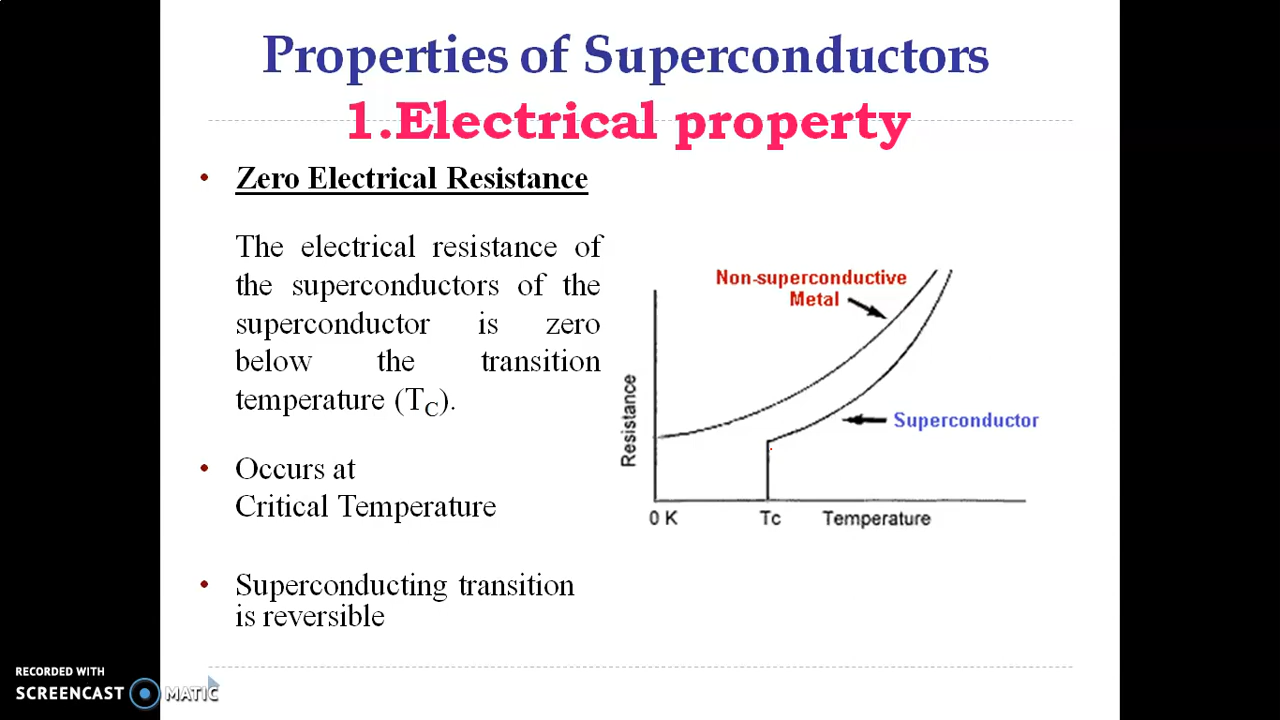 Properties of Superconductors
1.Electrical property
• Zero Electrical Resistance
The electrical resistance of
the superconductors of the
superconductor is zero
below the transition
temperature (TC).
• Occurs at
Critical Temperature
• Superconducting transition
is reversible
Non-superconductive
Metal
Superconductor
Resistance
0 K Tc Temperature
RECORDED WITH
SCREENCAST MATIC